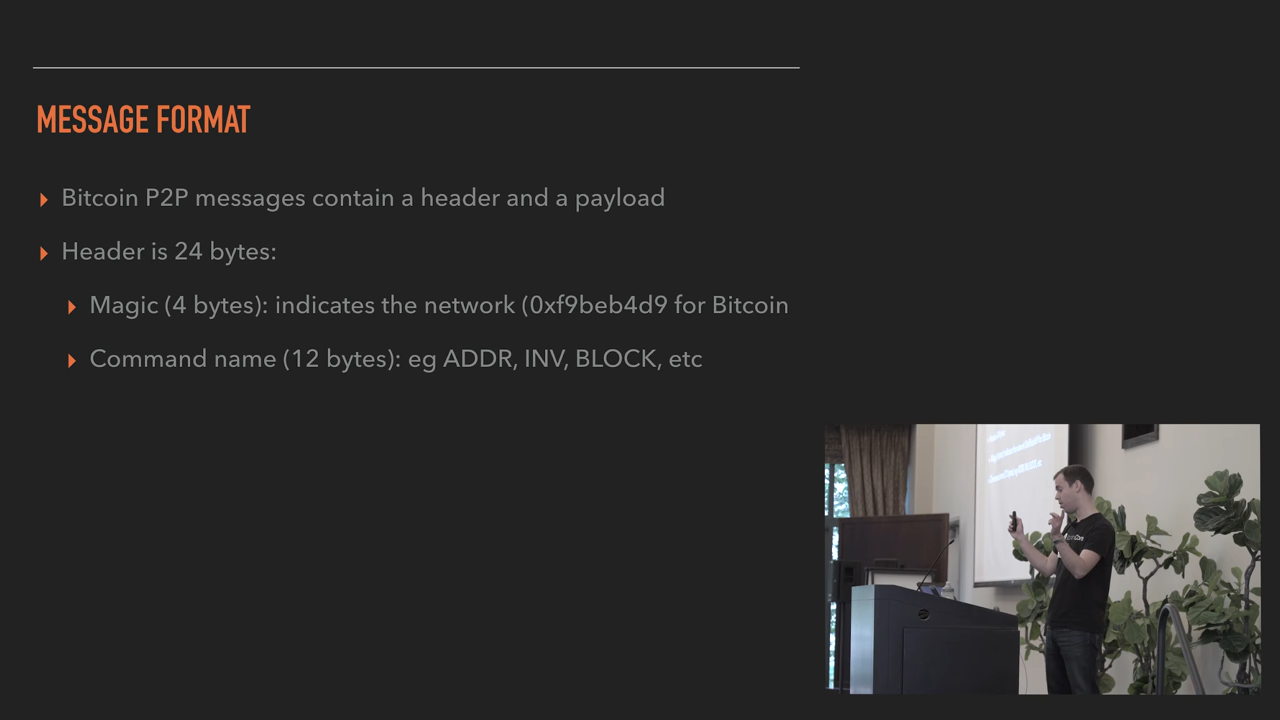 MESSAGE FORMAT
Bitcoin P2P messages contain a header and a payload
Header is 24 bytes:
Magic (4 bytes): indicates the network (0xf9beb4d9 for Bitcoin
Command name (12 bytes): eg ADDR, INV, BLOCK, etc